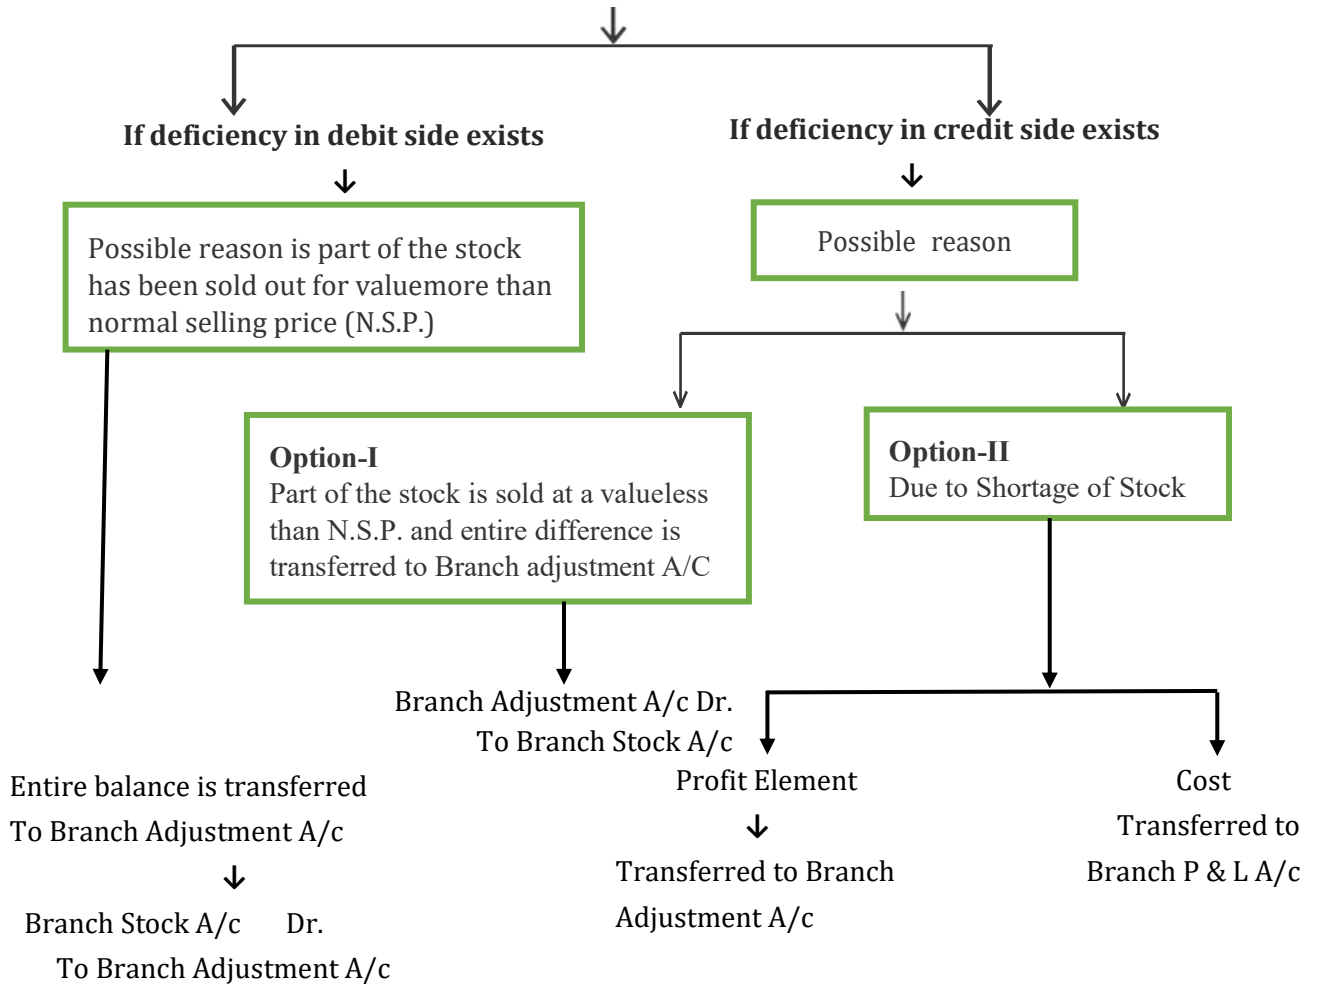 If deficiency in debit side exists
If deficiency in credit side exists
Possible reason is part of the stock
has been sold out for valuemore than
normal selling price (N.S.P.)
Possible reason
Option-I
Part of the stock is sold at a valueless
than N.S.P. and entire difference is
transferred to Branch adjustment A/C
Option-II
Due to Shortage of Stock
Branch Adjustment A/c Dr.
To Branch Stock A/c
Entire balance is transferred
To Branch Adjustment A/c
Branch Stock A/c Dr.
To Branch Adjustment A/c
Profit Element
Transferred to Branch
Adjustment A/c
Cost
Transferred to
Branch P & L A/c